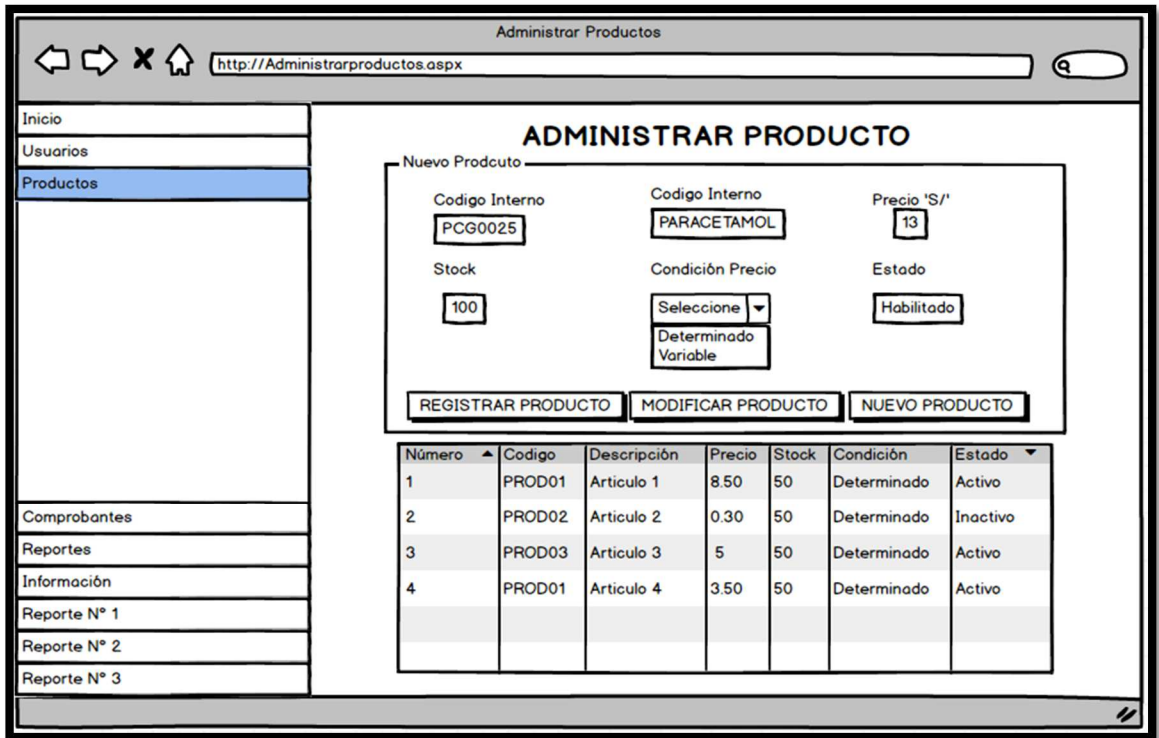 Administrar Productos
http://Administrarproductos.aspx
Inicio
Usuarios
Productos
Comprobantes
Reportes
Información
Reporte N° 1
Reporte N° 2
Reporte N° 3
ADMINISTRAR PRODUCTO
Nuevo Prodcuto
Codigo Interno Codigo Interno Precio 'S/'
PCG0025 PARACETAMOL 13
Stock Condición Precio Estado
100 Seleccione Habilitado
Determinado
Variable
REGISTRAR PRODUCTO MODIFICAR PRODUCTO NUEVO PRODUCTO
Número Codigo Descripción Precio Stock Condición Estado
1 PROD01 Articulo 1 8.50 50 Determinado Activo
2 PROD02 Articulo 2 0.30 50 Determinado Inactivo
3 PROD03 Articulo 3 5 50 Determinado Activo
4 PROD01 Articulo 4 3.50 50 Determinado Activo